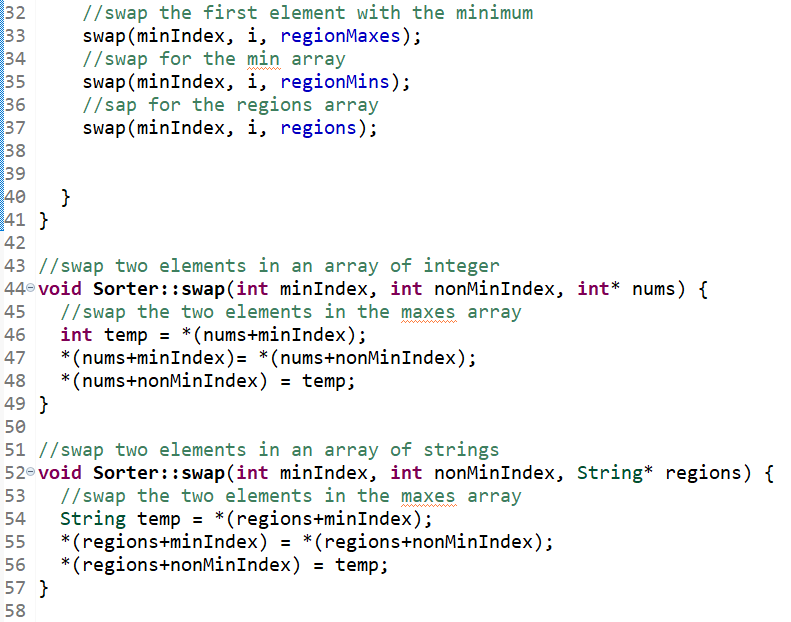 32     //swap the first element with the minimum
33     swap(minIndex, i, regionMaxes);
34     //swap for the min array
35     swap(minIndex, i, regionMins);
36     //sap for the regions array
37     swap(minIndex, i, regions);
38
39
40   }
41 }
42
43 //swap two elements in an array of integer
44 void Sorter::swap(int minIndex, int nonMinIndex, int* nums) {
45   //swap the two elements in the maxes array
46   int temp = *(nums+minIndex);
47   *(nums+minIndex)= *(nums+nonMinIndex);
48   *(nums+nonMinIndex) = temp;
49 }
50
51 //swap two elements in an array of strings
52 void Sorter::swap(int minIndex, int nonMinIndex, String* regions) {
53   //swap the two elements in the maxes array
54   String temp = *(regions+minIndex);
55   *(regions+minIndex) = *(regions+nonMinIndex);
56   *(regions+nonMinIndex) = temp;
57 }
58